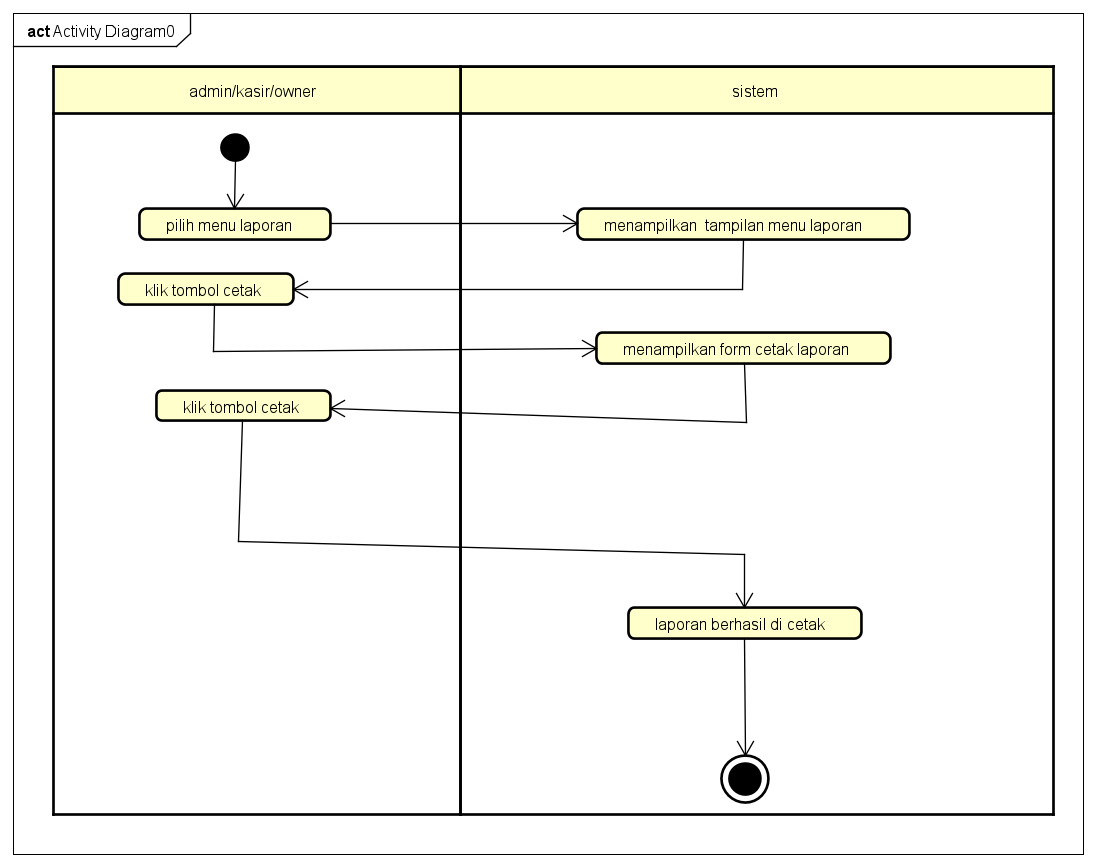 act Activity Diagram0
admin/kasir/owner
sistem
pilih menu laporan
menampilkan  tampilan menu laporan
klik tombol cetak
menampilkan form cetak laporan
klik tombol cetak
laporan berhasil di cetak